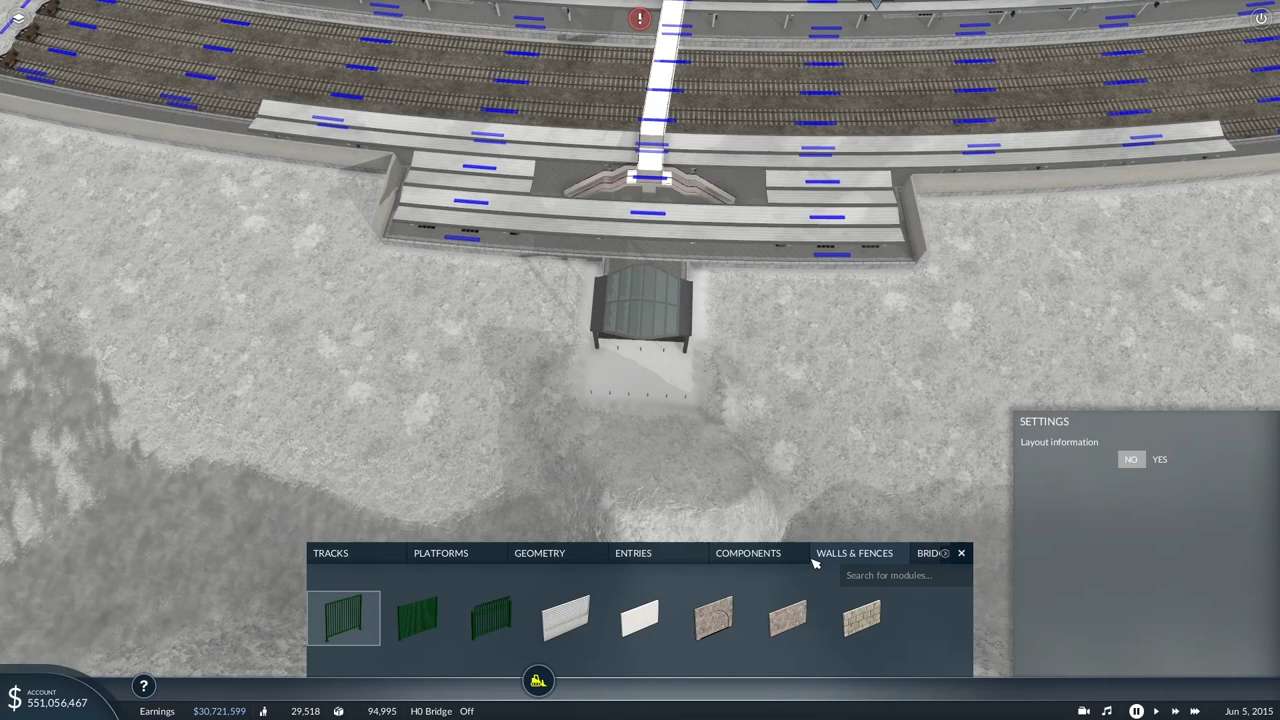 SETTINGS
Layout information
NO YES
TRACKS PLATFORMS GEOMETRY ENTRIES COMPONENTS WALLS & FENCES BRID
Search for modules...
?
$ ACCOUNT
551,056,467
Earnings $30,721,599 29,518 94,995 H0 Bridge Off Jun 5, 2015